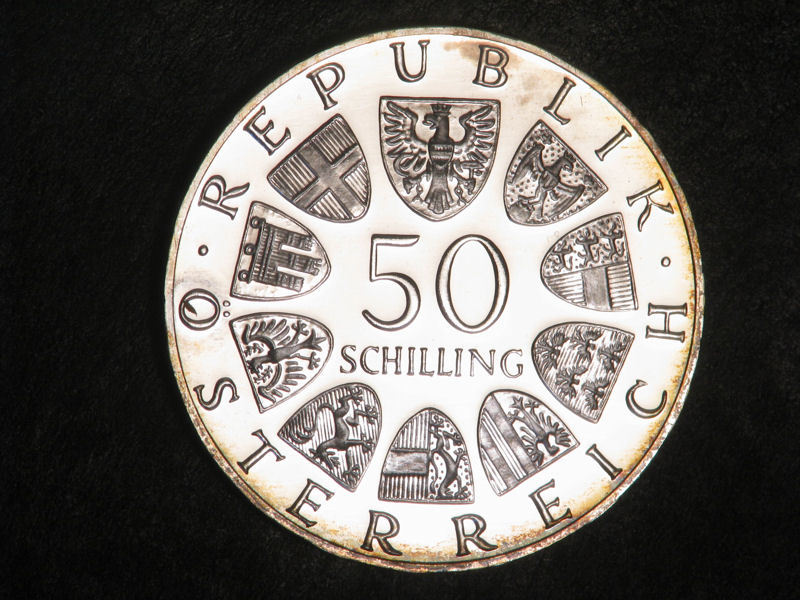 REPUBLIK · ÖSTERREICH ·
50
SCHILLING